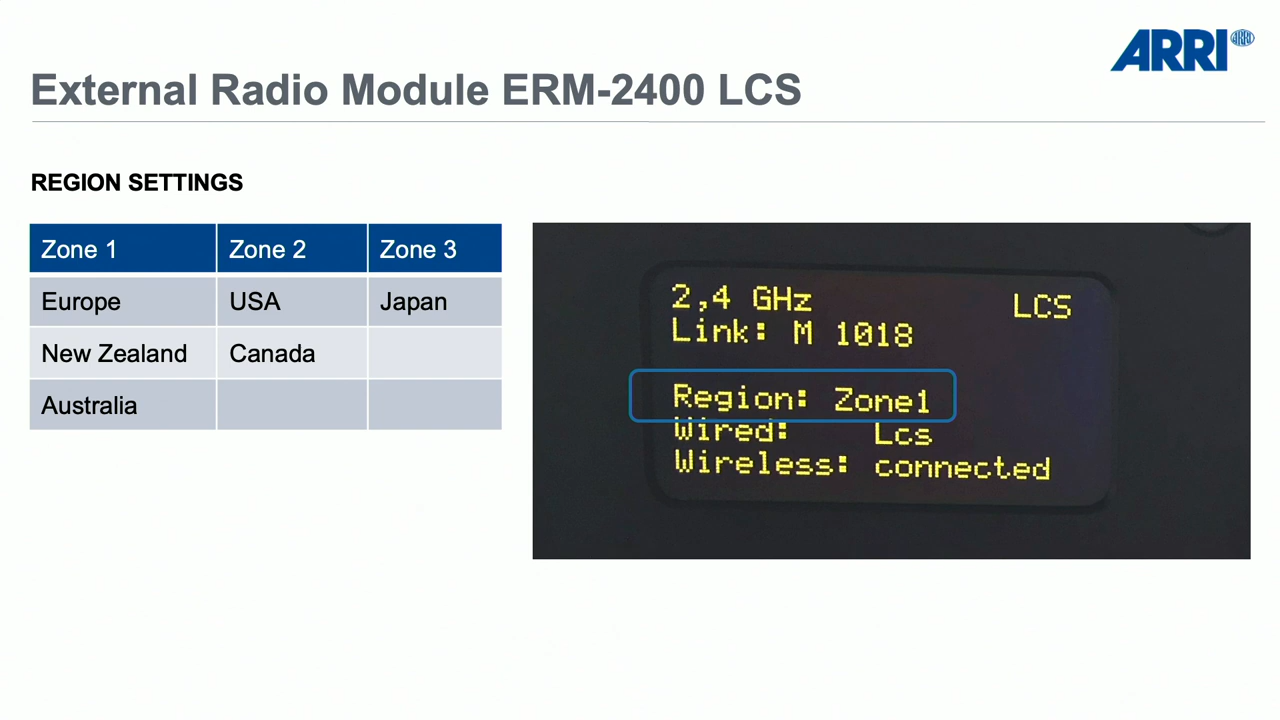 ARRI
External Radio Module ERM-2400 LCS
REGION SETTINGS
Zone 1 Zone 2 Zone 3
Europe USA Japan
New Zealand Canada
Australia
2,4 GHz LCS
Link: M 1018
Region: Zone1
Wired: Lcs
Wireless: connected